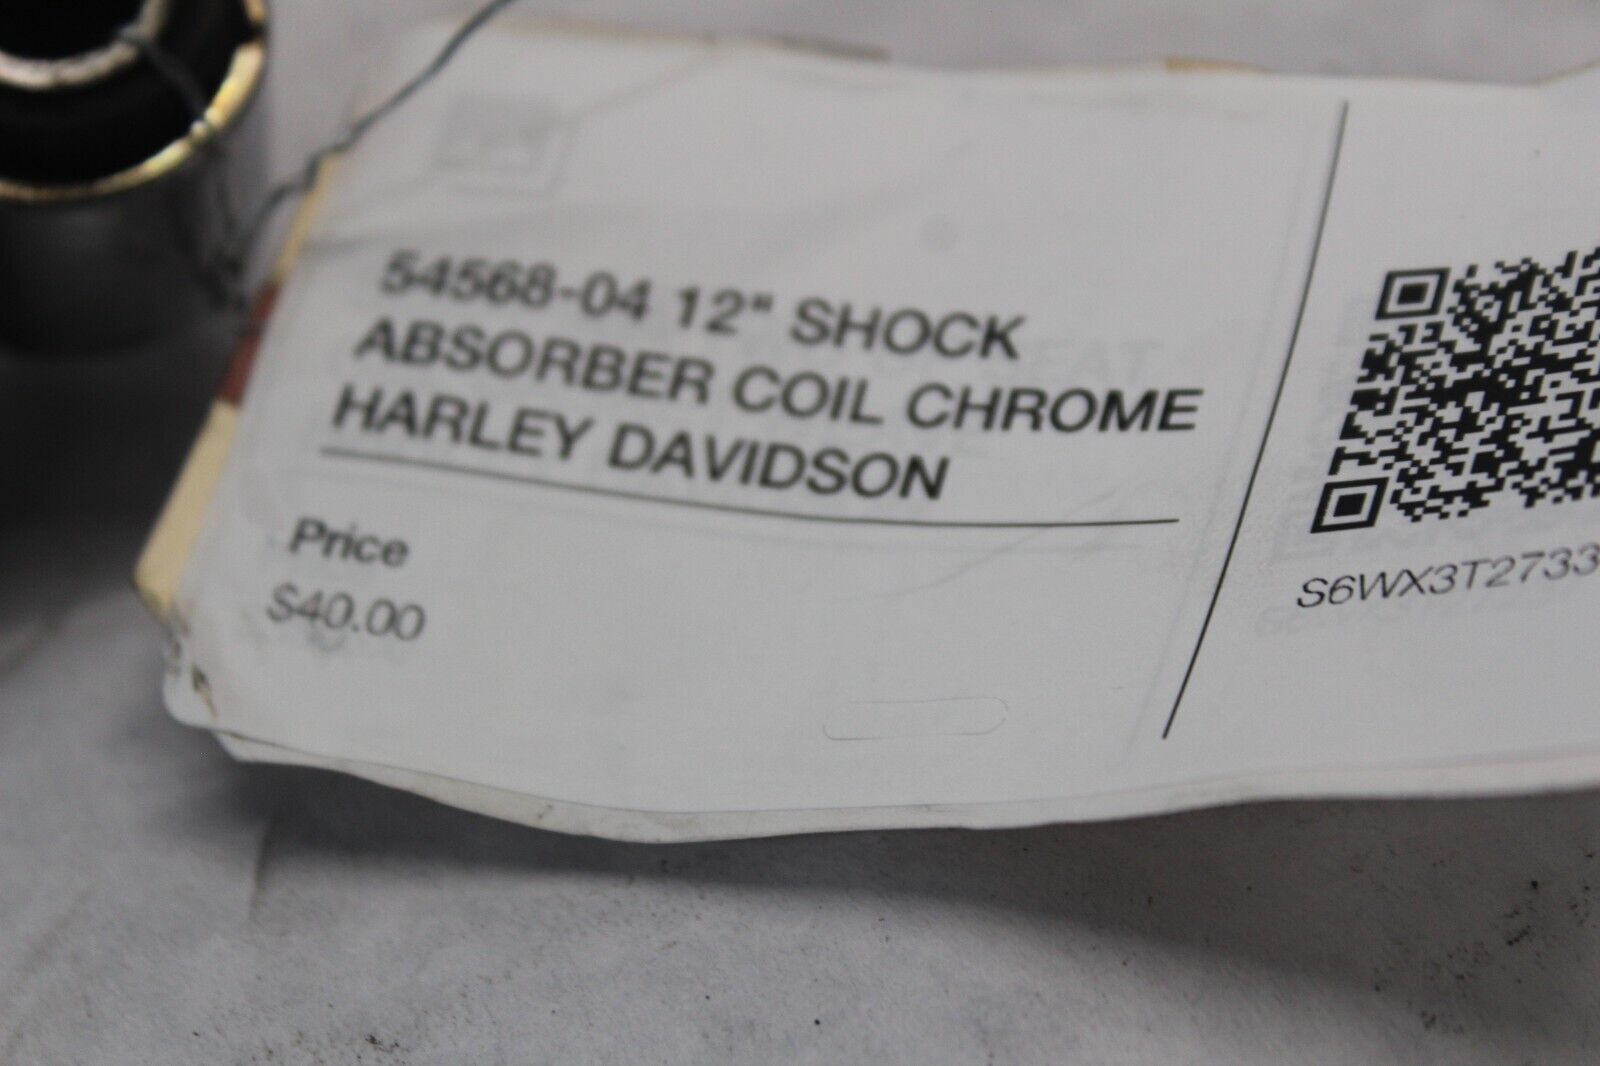 54568-04 12" SHOCK
ABSORBER COIL CHROME
HARLEY DAVIDSON
Price
$40.00
S6WX3T2733